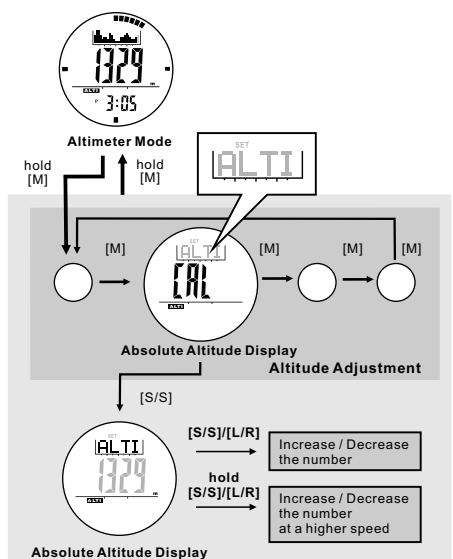 1329
m
ALTI
P 3:05
Altimeter Mode
SET
ALTI
hold
[M]
hold
[M]
[M]
SET
ALTI
CAL
ALTI
[M]
[M]
[M]
Absolute Altitude Display
Altitude Adjustment
[S/S]
SET
ALTI
1329
m
ALTI
[S/S]/[L/R]
Increase / Decrease
the number
hold
[S/S]/[L/R]
Increase / Decrease
the number
at a higher speed
Absolute Altitude Display